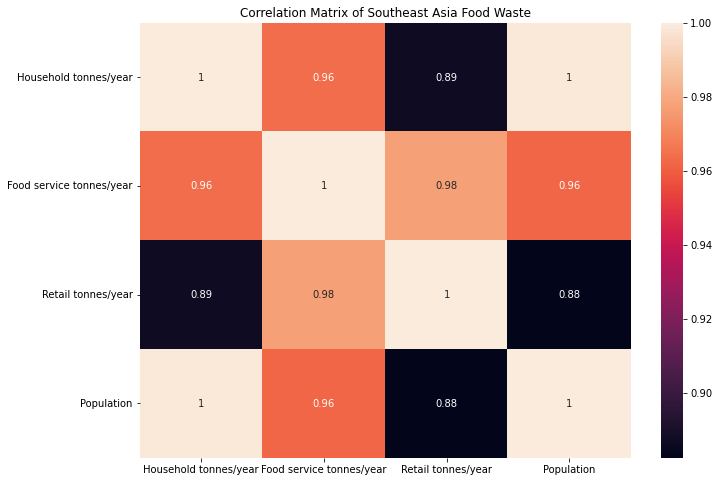 Correlation Matrix of Southeast Asia Food Waste
Household tonnes/year
1
0.96
0.89
1
Food service tonnes/year
0.96
1
0.98
0.96
Retail tonnes/year
0.89
0.98
1
0.88
Population
1
0.96
0.88
1
Household tonnes/year
Food service tonnes/year
Retail tonnes/year
Population
1.00
0.98
0.96
0.94
0.92
0.90